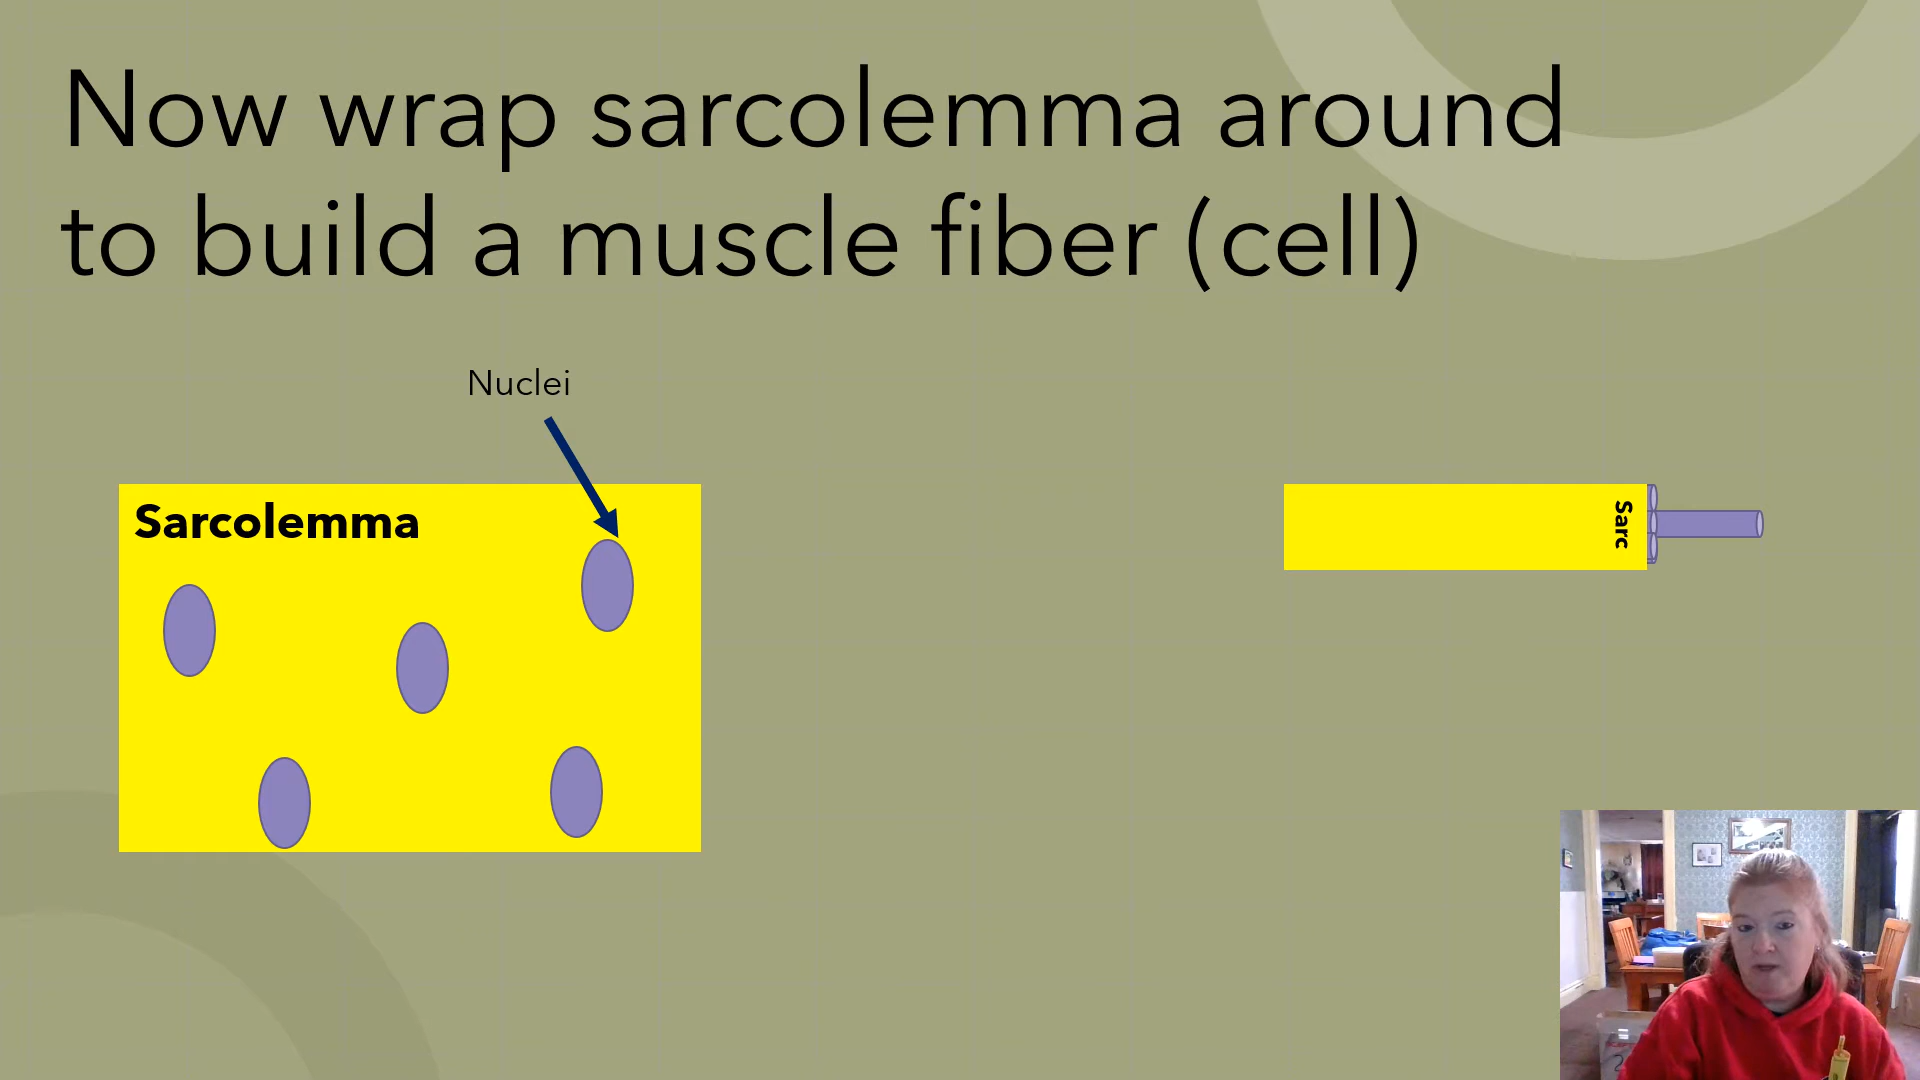 Now wrap sarcolemma around
to build a muscle fiber (cell)
Nuclei
Sarcolemma
Sarc